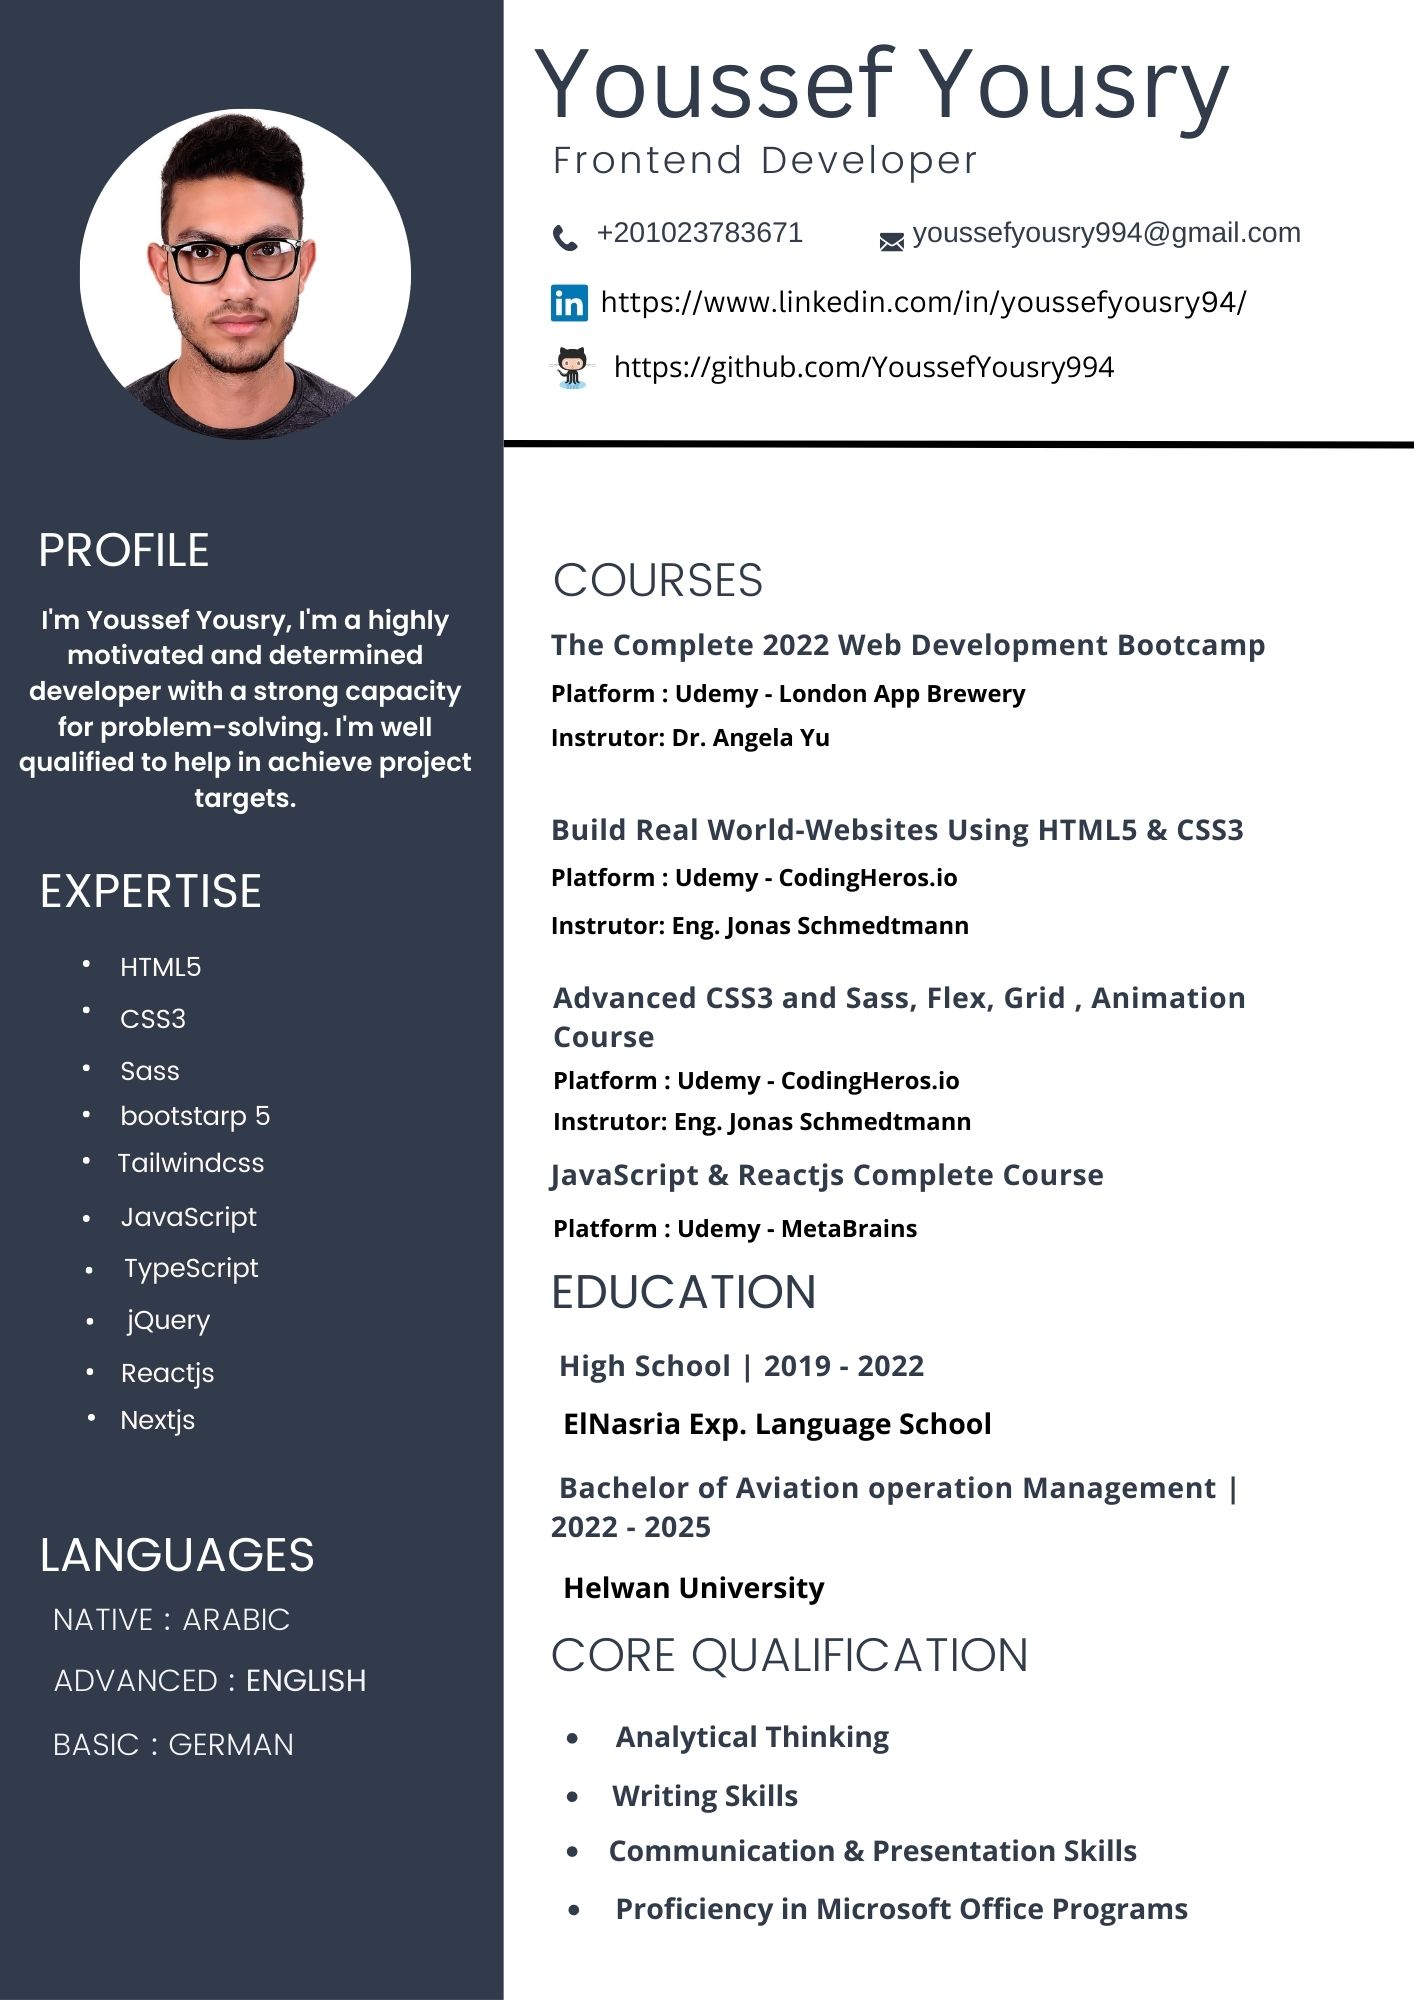 Youssef Yousry
Frontend Developer
+201023783671
youssefyousry994@gmail.com
https://www.linkedin.com/in/youssefyousry94/
https://github.com/YoussefYousry994
PROFILE
I'm Youssef Yousry, I'm a highly
motivated and determined
developer with a strong capacity
for problem-solving. I'm well
qualified to help in achieve project
targets.
EXPERTISE
• HTML5
• CSS3
• Sass
• bootstarp 5
• Tailwindcss
• JavaScript
• TypeScript
• jQuery
• Reactjs
• Nextjs
LANGUAGES
NATIVE : ARABIC
ADVANCED : ENGLISH
BASIC : GERMAN
COURSES
The Complete 2022 Web Development Bootcamp
Platform : Udemy - London App Brewery
Instrutor: Dr. Angela Yu
Build Real World-Websites Using HTML5 & CSS3
Platform : Udemy - CodingHeros.io
Instrutor: Eng. Jonas Schmedtmann
Advanced CSS3 and Sass, Flex, Grid , Animation
Course
Platform : Udemy - CodingHeros.io
Instrutor: Eng. Jonas Schmedtmann
JavaScript & Reactjs Complete Course
Platform : Udemy - MetaBrains
EDUCATION
High School | 2019 - 2022
ElNasria Exp. Language School
Bachelor of Aviation operation Management |
2022 - 2025
Helwan University
CORE QUALIFICATION
• Analytical Thinking
• Writing Skills
• Communication & Presentation Skills
• Proficiency in Microsoft Office Programs